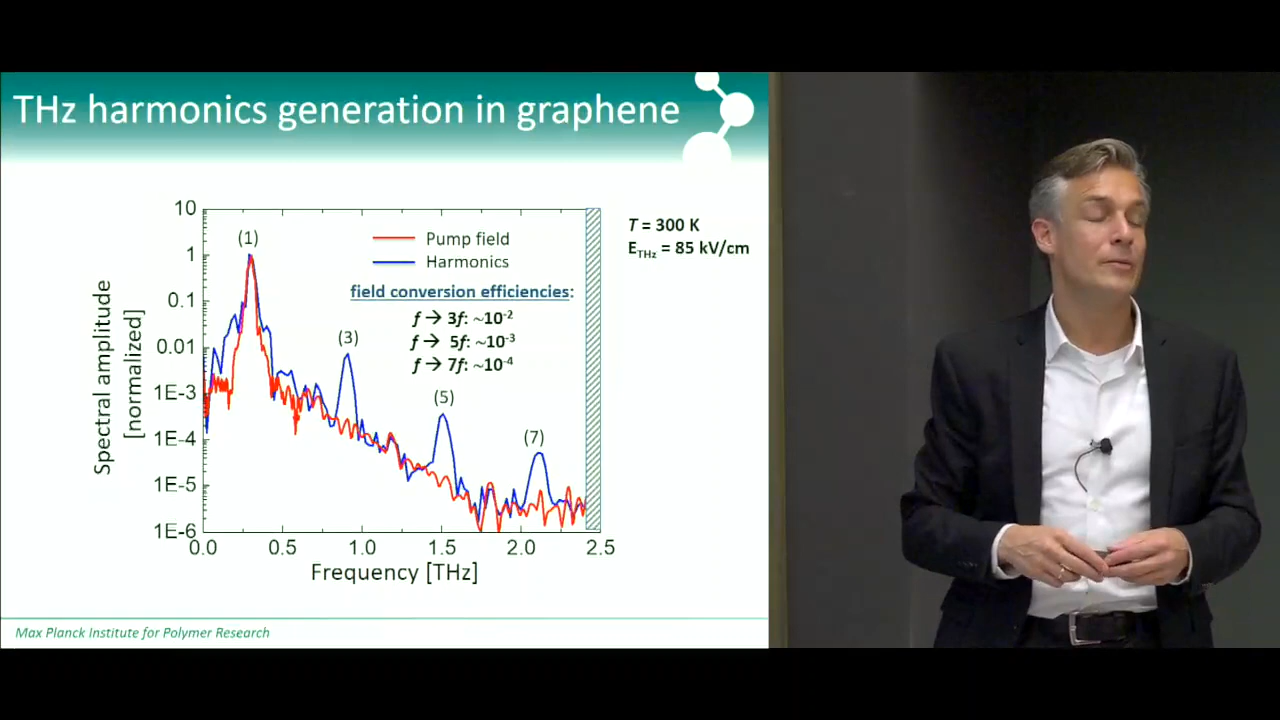 THz harmonics generation in graphene
10
1
0.1
0.01
1E-3
1E-4
1E-5
1E-6
Spectral amplitude
[normalized]
(1)
(3)
(5)
(7)
Pump field
Harmonics
field conversion efficiencies:
f → 3f: ~10⁻²
f → 5f: ~10⁻³
f → 7f: ~10⁻⁴
T = 300 K
E_THz = 85 kV/cm
0.0 0.5 1.0 1.5 2.0 2.5
Frequency [THz]
Max Planck Institute for Polymer Research